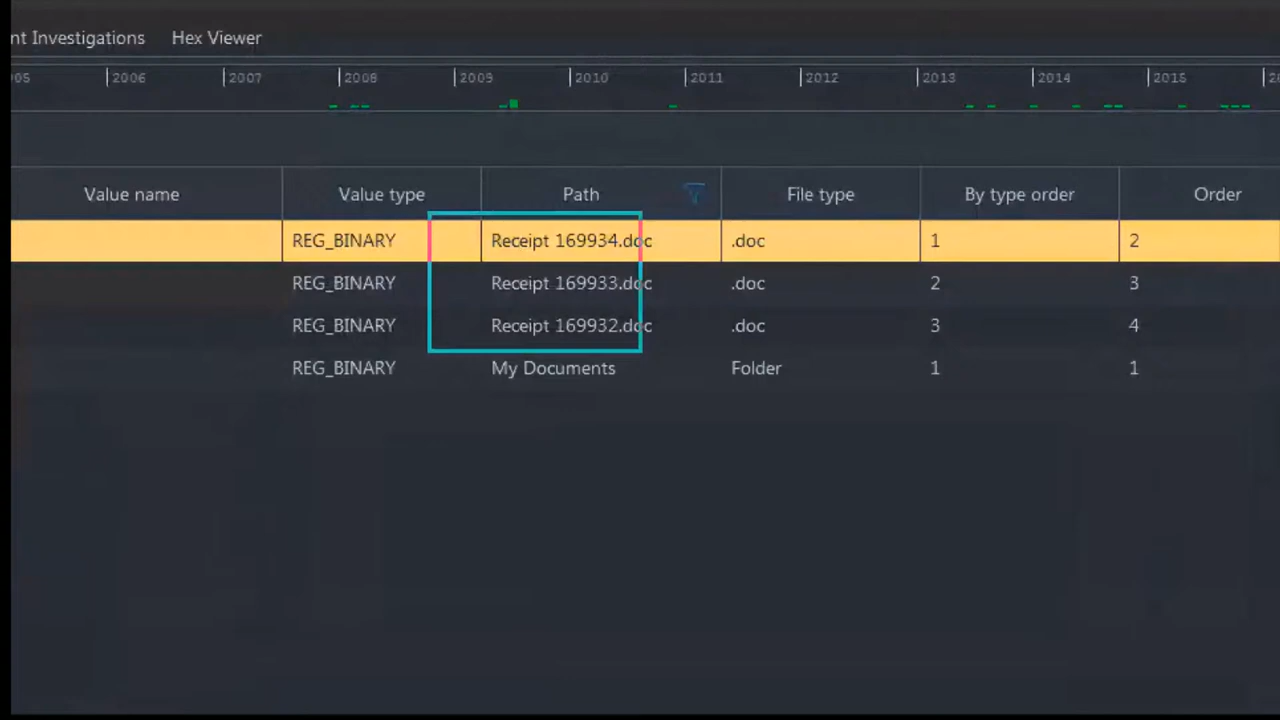 nt Investigations Hex Viewer
05 2006 2007 2008 2009 2010 2011 2012 2013 2014 2015
Value name Value type Path File type By type order Order
REG_BINARY Receipt 169934.doc .doc 1 2
REG_BINARY Receipt 169933.doc .doc 2 3
REG_BINARY Receipt 169932.doc .doc 3 4
REG_BINARY My Documents Folder 1 1